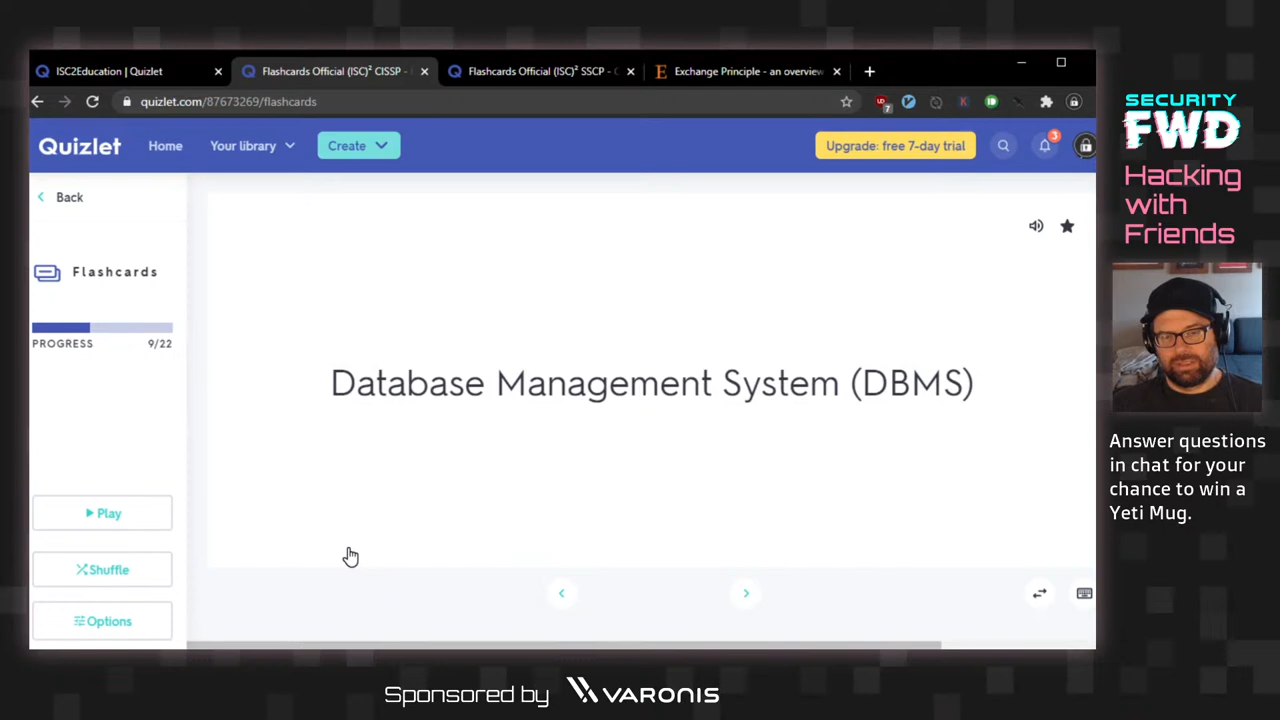 ISC2Education | Quizlet
Flashcards Official (ISC)² CISSP -
Flashcards Official (ISC)² SSCP -
Exchange Principle - an overview
quizlet.com/87673269/flashcards
7
Quizlet
Home
Your library
Create
Upgrade: free 7-day trial
3
Back
Flashcards
PROGRESS
9/22
Database Management System (DBMS)
Play
Shuffle
Options
SECURITY
FWD
Hacking
with
Friends
Answer questions
in chat for your
chance to win a
Yeti Mug.
Sponsored by VARONIS